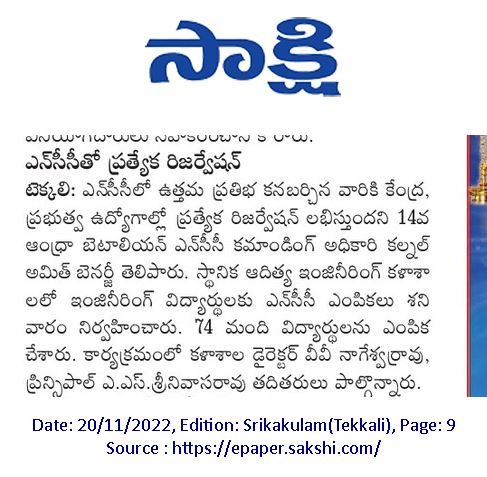 సాక్షి
వినియోగదారులు సహకరించాని కోరారు.
ఎన్‌సీసీతో ప్రత్యేక రిజర్వేషన్
టెక్కలి: ఎన్‌సీసీలో ఉత్తమ ప్రతిభ కనబర్చిన వారికి కేంద్ర,
ప్రభుత్వ ఉద్యోగాల్లో ప్రత్యేక రిజర్వేషన్ లభిస్తుందని 14వ
ఆంధ్రా బెటాలియన్ ఎన్‌సీసీ కమాండింగ్ అధికారి కల్నల్
అమిత్ బెనర్జీ తెలిపారు. స్థానిక ఆదిత్య ఇంజినీరింగ్ కళాశా
లలో ఇంజినీరింగ్ విద్యార్థులకు ఎన్‌సీసీ ఎంపికలు శని
వారం నిర్వహించారు. 74 మంది విద్యార్థులను ఎంపిక
చేశారు. కార్యక్రమంలో కళాశాల డైరెక్టర్ వీవీ నాగేశ్వర్రావు,
ప్రిన్సిపాల్ ఎ.ఎస్.శ్రీనివాసరావు తదితరులు పాల్గొన్నారు.
Date: 20/11/2022, Edition: Srikakulam(Tekkali), Page: 9
Source : https://epaper.sakshi.com/